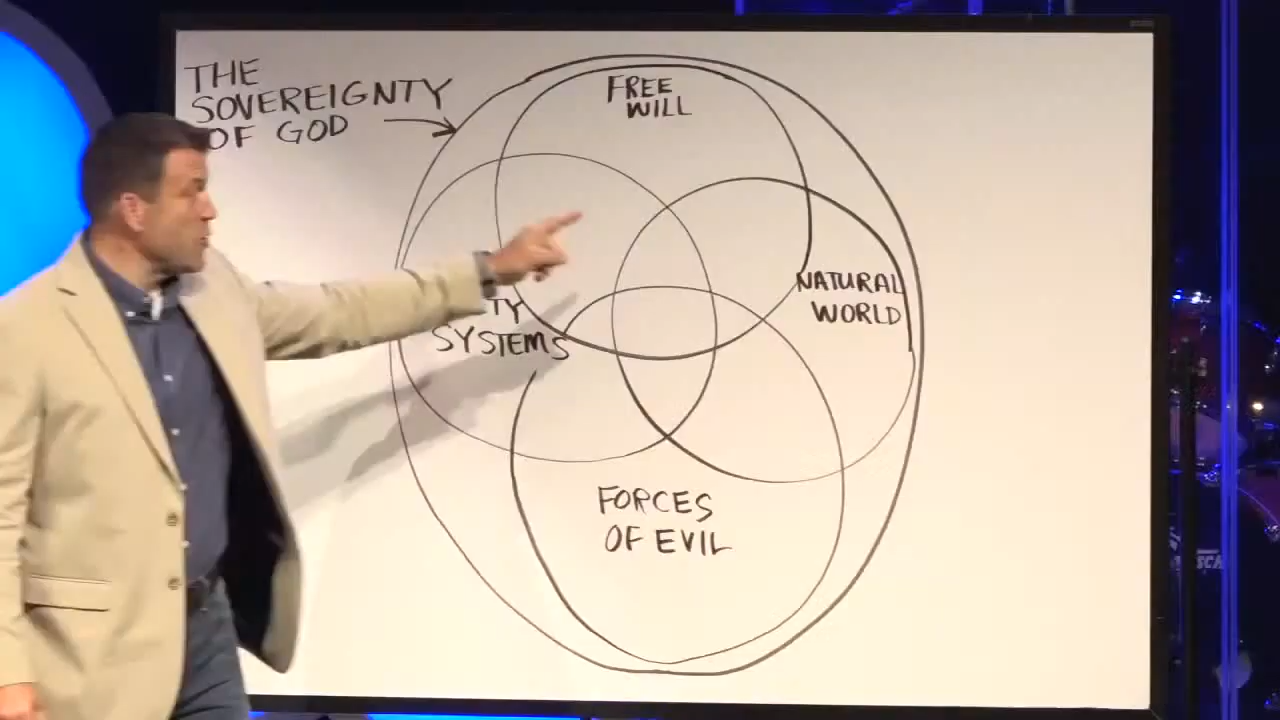 THE
SOVEREIGNTY
OF GOD
FREE
WILL
NATURAL
WORLD
SYSTEMS
FORCES
OF EVIL